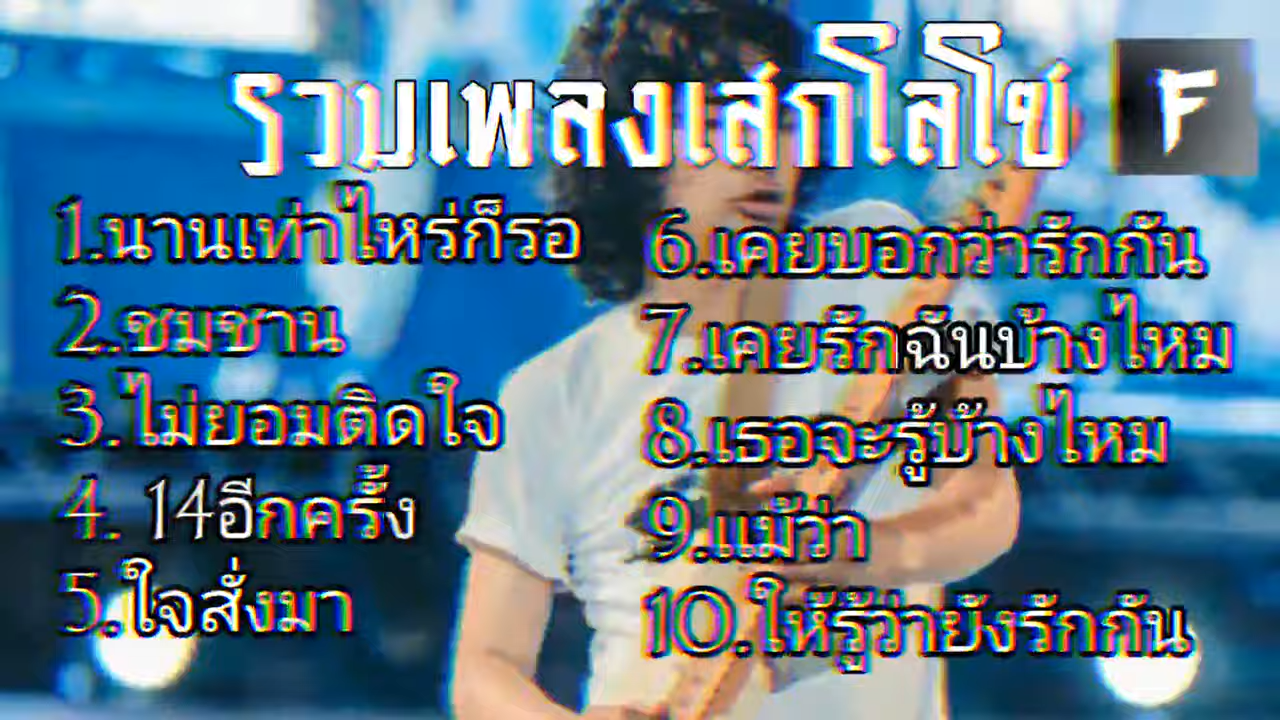 รวมเพลงเสกโลโซ
F
1.นานเท่าไหร่ก็รอ
2.ซมซาน
3.ไม่ยอมติดใจ
4. 14อีกครั้ง
5.ใจสั่งมา
6.เคยบอกว่ารักกัน
7.เคยรักฉันบ้างไหม
8.เธอจะรู้บ้างไหม
9.แม้ว่า
10.ให้รู้ว่ายังรักกัน